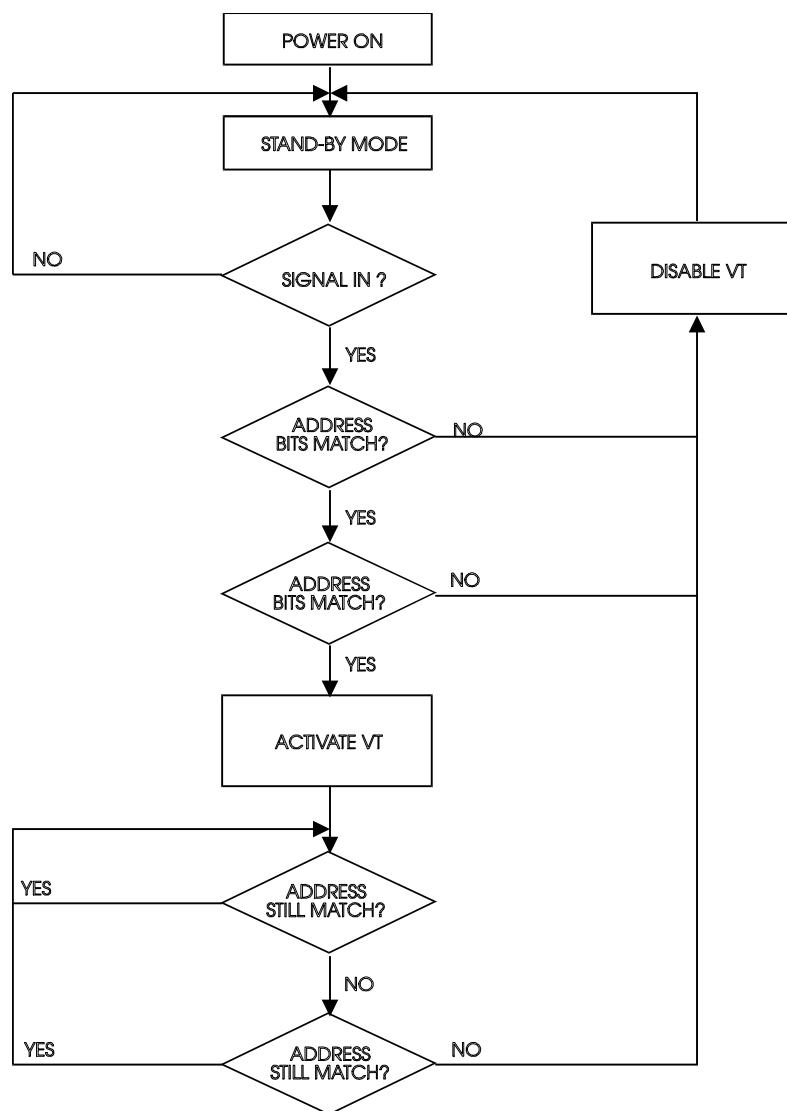 POWER ON
STAND-BY MODE
NO
SIGNAL IN ?
DISABLE VT
YES
ADDRESS
BITS MATCH?
NO
YES
ADDRESS
BITS MATCH?
NO
YES
ACTIVATE VT
YES
ADDRESS
STILL MATCH?
NO
YES
ADDRESS
STILL MATCH?
NO